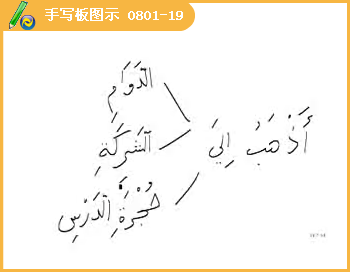 手写板图示 0801-19
الدَّوَامِ
أَذْهَبُ إِلَى
الشَّرِكَةِ
حُجْرَةِ الدَّرْسِ